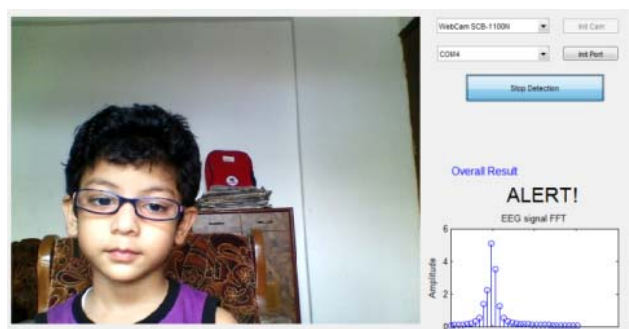 WebCam SCB-1100N
Init Cam
COM4
Init Port
Stop Detection
Overall Result
ALERT!
EEG signal FFT
6
4
2
0
Amplitude